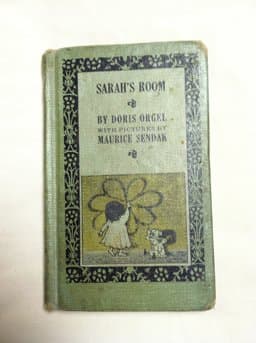 SARAH'S ROOM
BY DORIS ORGEL
WITH PICTURES BY
MAURICE SENDAK